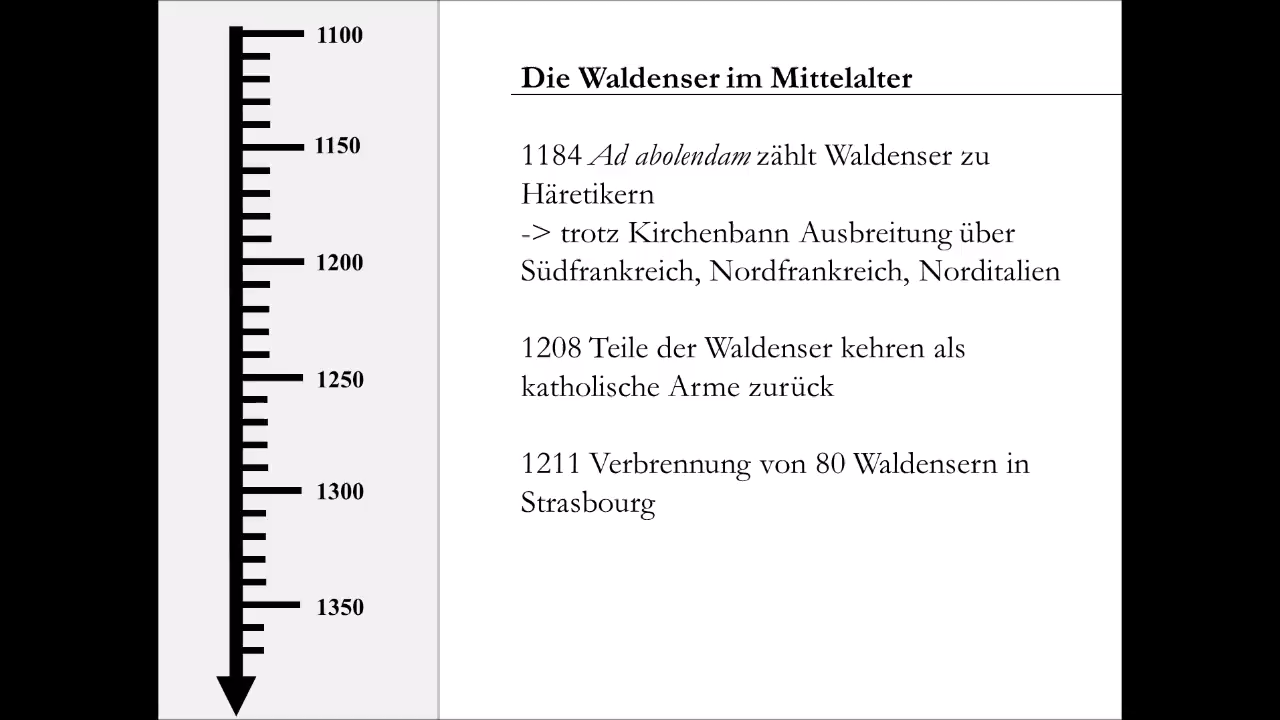 1100
1150
1200
1250
1300
1350
Die Waldenser im Mittelalter
1184 Ad abolendam zählt Waldenser zu
Häretikern
-> trotz Kirchenbann Ausbreitung über
Südfrankreich, Nordfrankreich, Norditalien
1208 Teile der Waldenser kehren als
katholische Arme zurück
1211 Verbrennung von 80 Waldensern in
Strasbourg